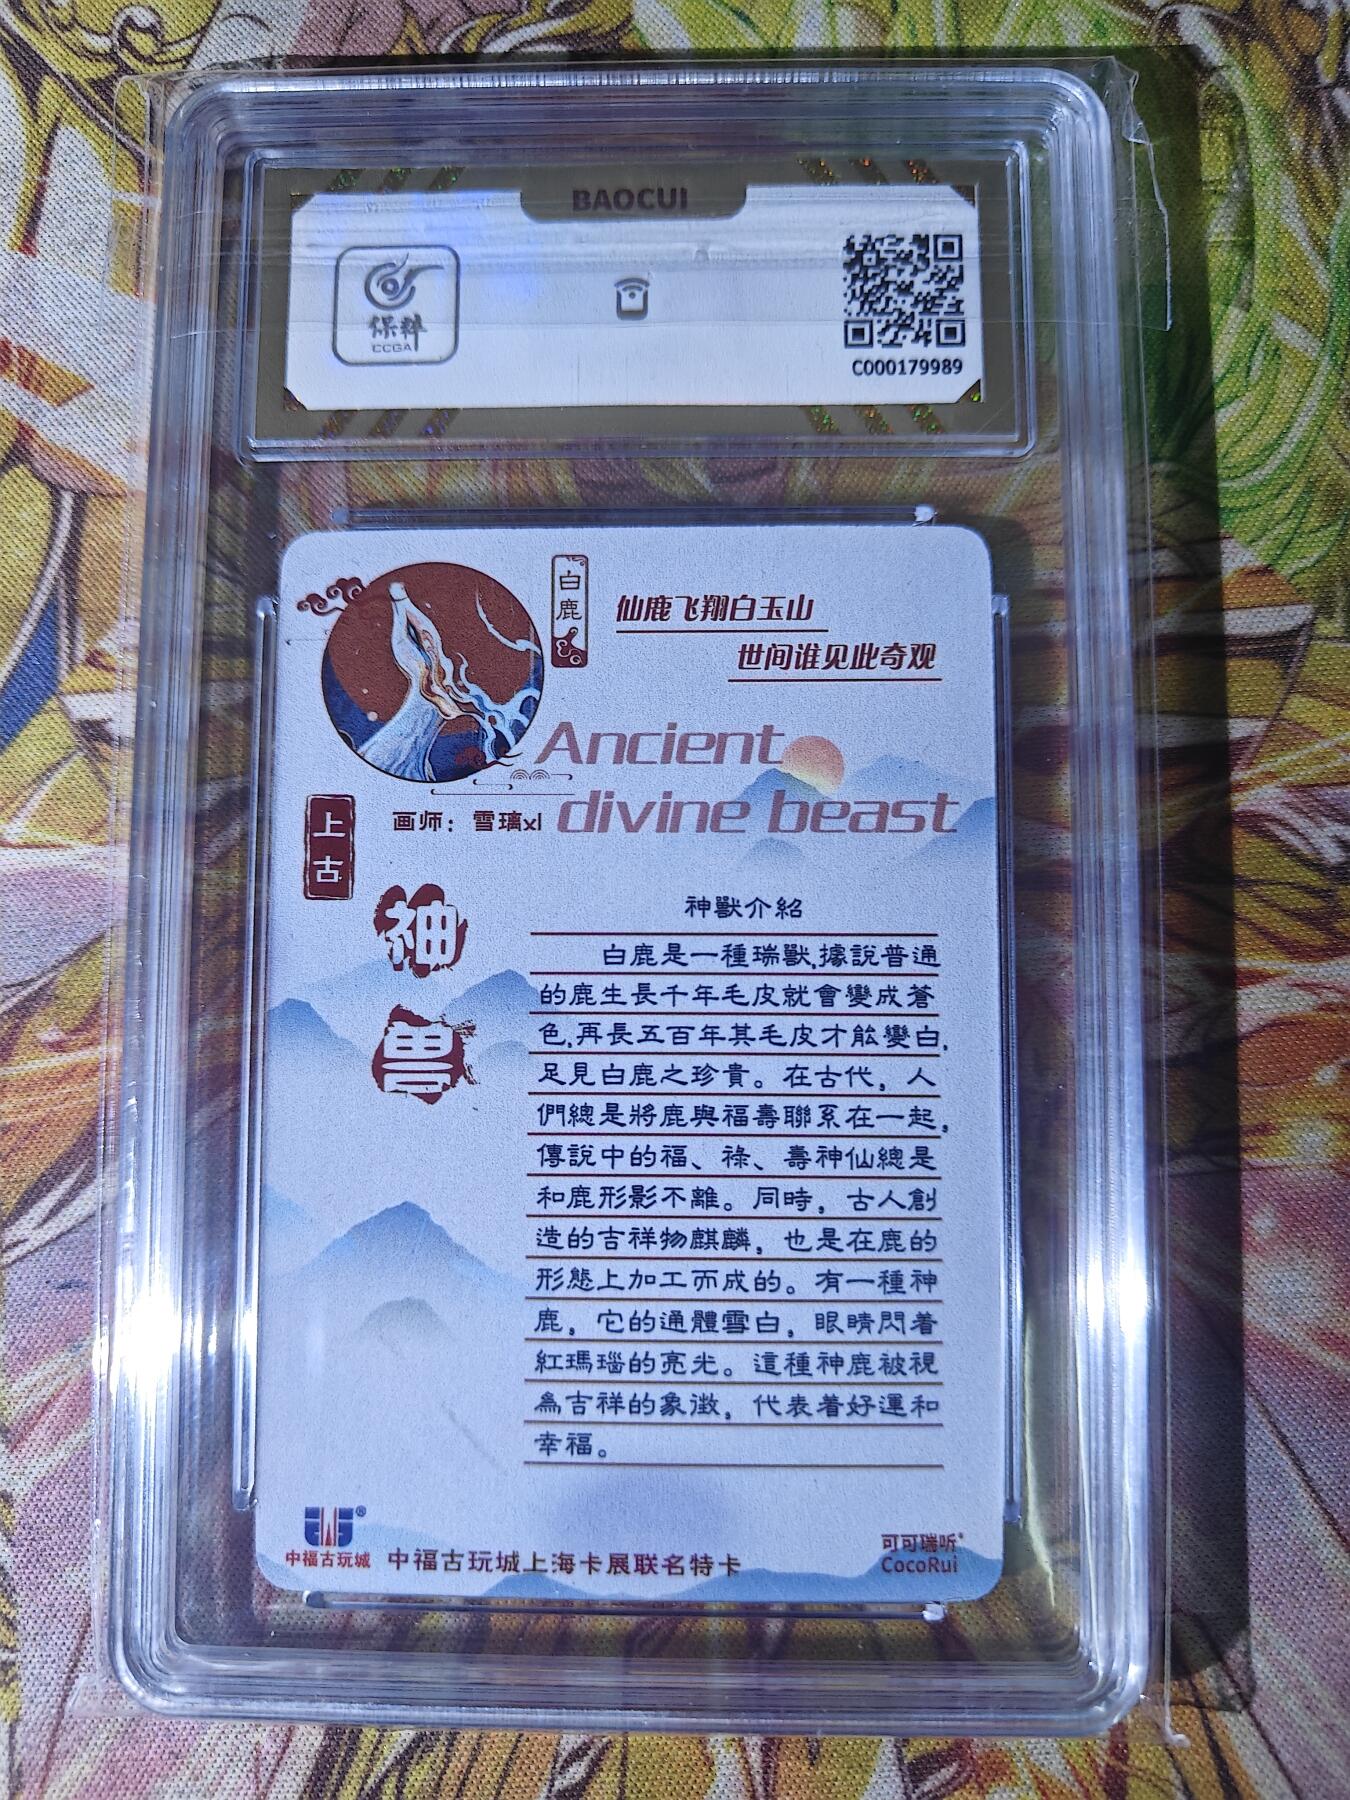 BAOCUI
保粹
CCGA
C000179989
白鹿
仙鹿飞翔白玉山
世间谁见此奇观
Ancient
divine beast
画师：雪璃xl
上古
神兽
神獸介紹
白鹿是一種瑞獸,據說普通
的鹿生長千年毛皮就會變成蒼
色,再長五百年其毛皮才能變白,
足見白鹿之珍貴。在古代，人
們總是將鹿與福壽聯系在一起,
傳說中的福、祿、壽神仙總是
和鹿形影不離。同時，古人創
造的吉祥物麒麟，也是在鹿的
形態上加工而成的。有一種神
鹿，它的通體雪白，眼睛閃着
紅瑪瑙的亮光。這種神鹿被視
為吉祥的象徵，代表着好運和
幸福。
®
中福古玩城
中福古玩城上海卡展联名特卡
可可瑞听®
CocoRui